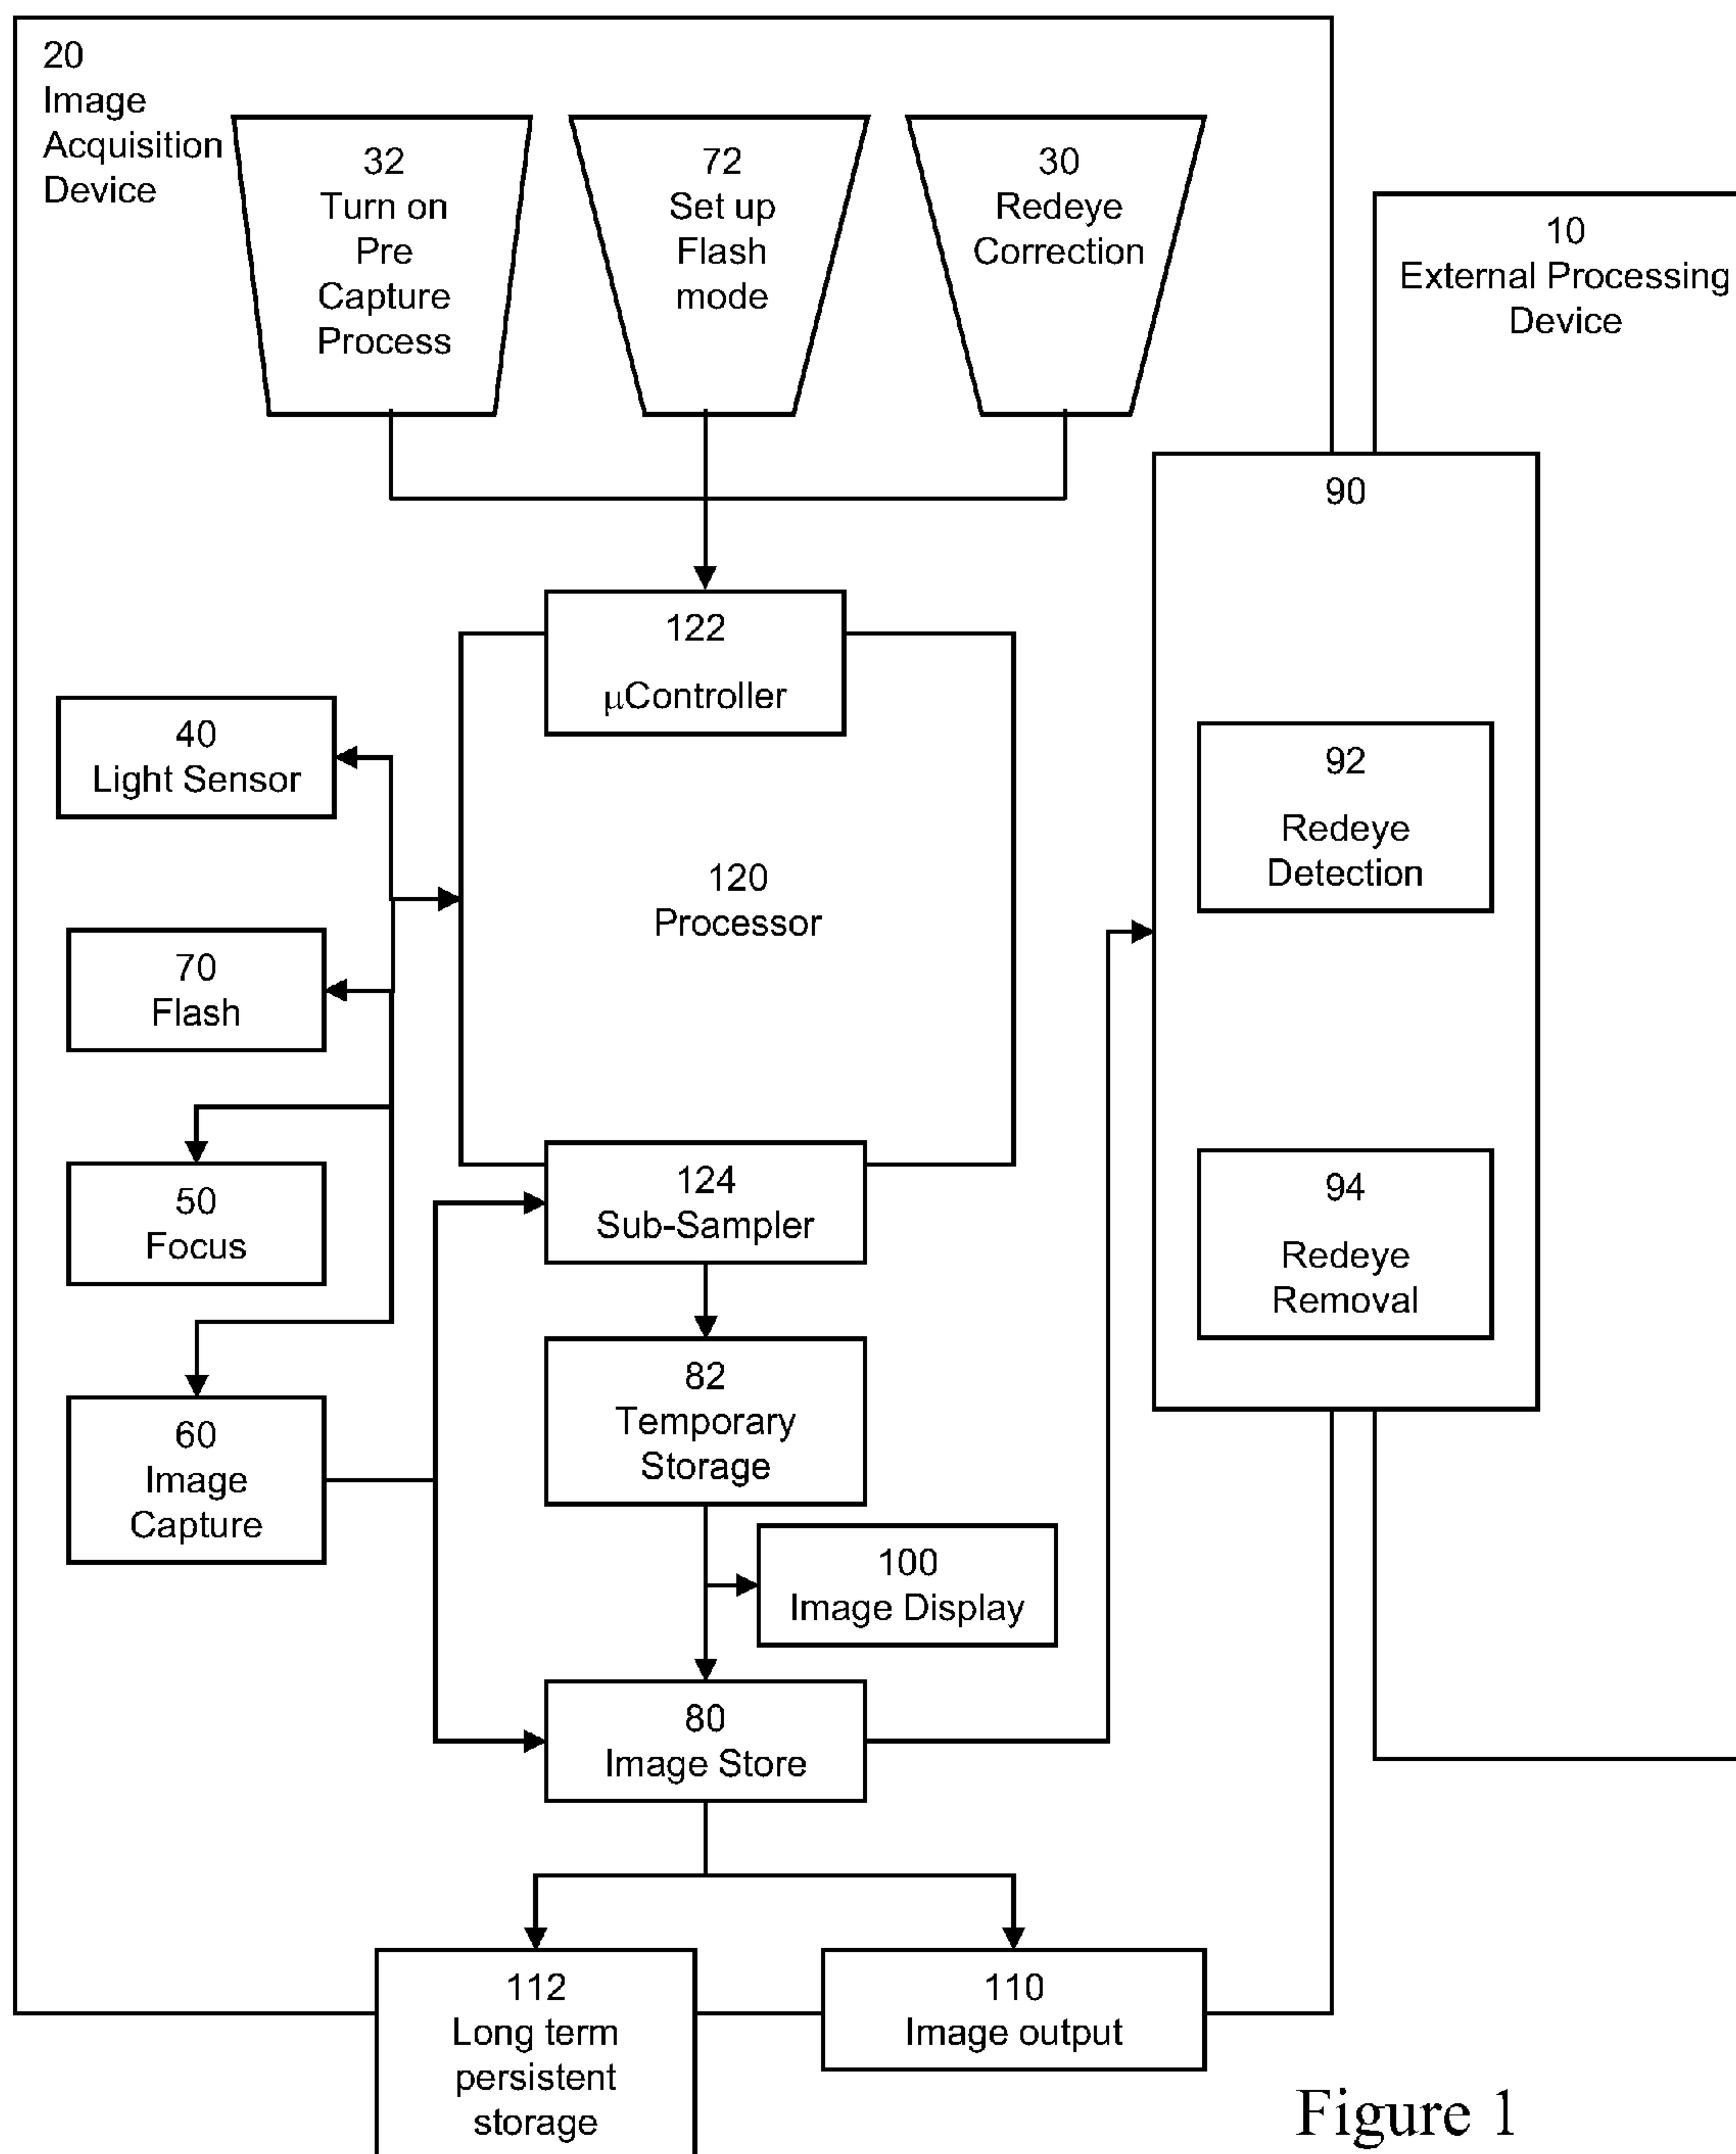 20
Image
Acquisition
Device
32
Turn on
Pre
Capture
Process
72
Set up
Flash
mode
30
Redeye
Correction
10
External Processing
Device
90
122
μController
40
Light Sensor
92
Redeye
Detection
120
Processor
70
Flash
124
Sub-Sampler
94
Redeye
Removal
50
Focus
82
Temporary
Storage
60
Image
Capture
100
Image Display
80
Image Store
112
Long term
persistent
storage
110
Image output
Figure 1